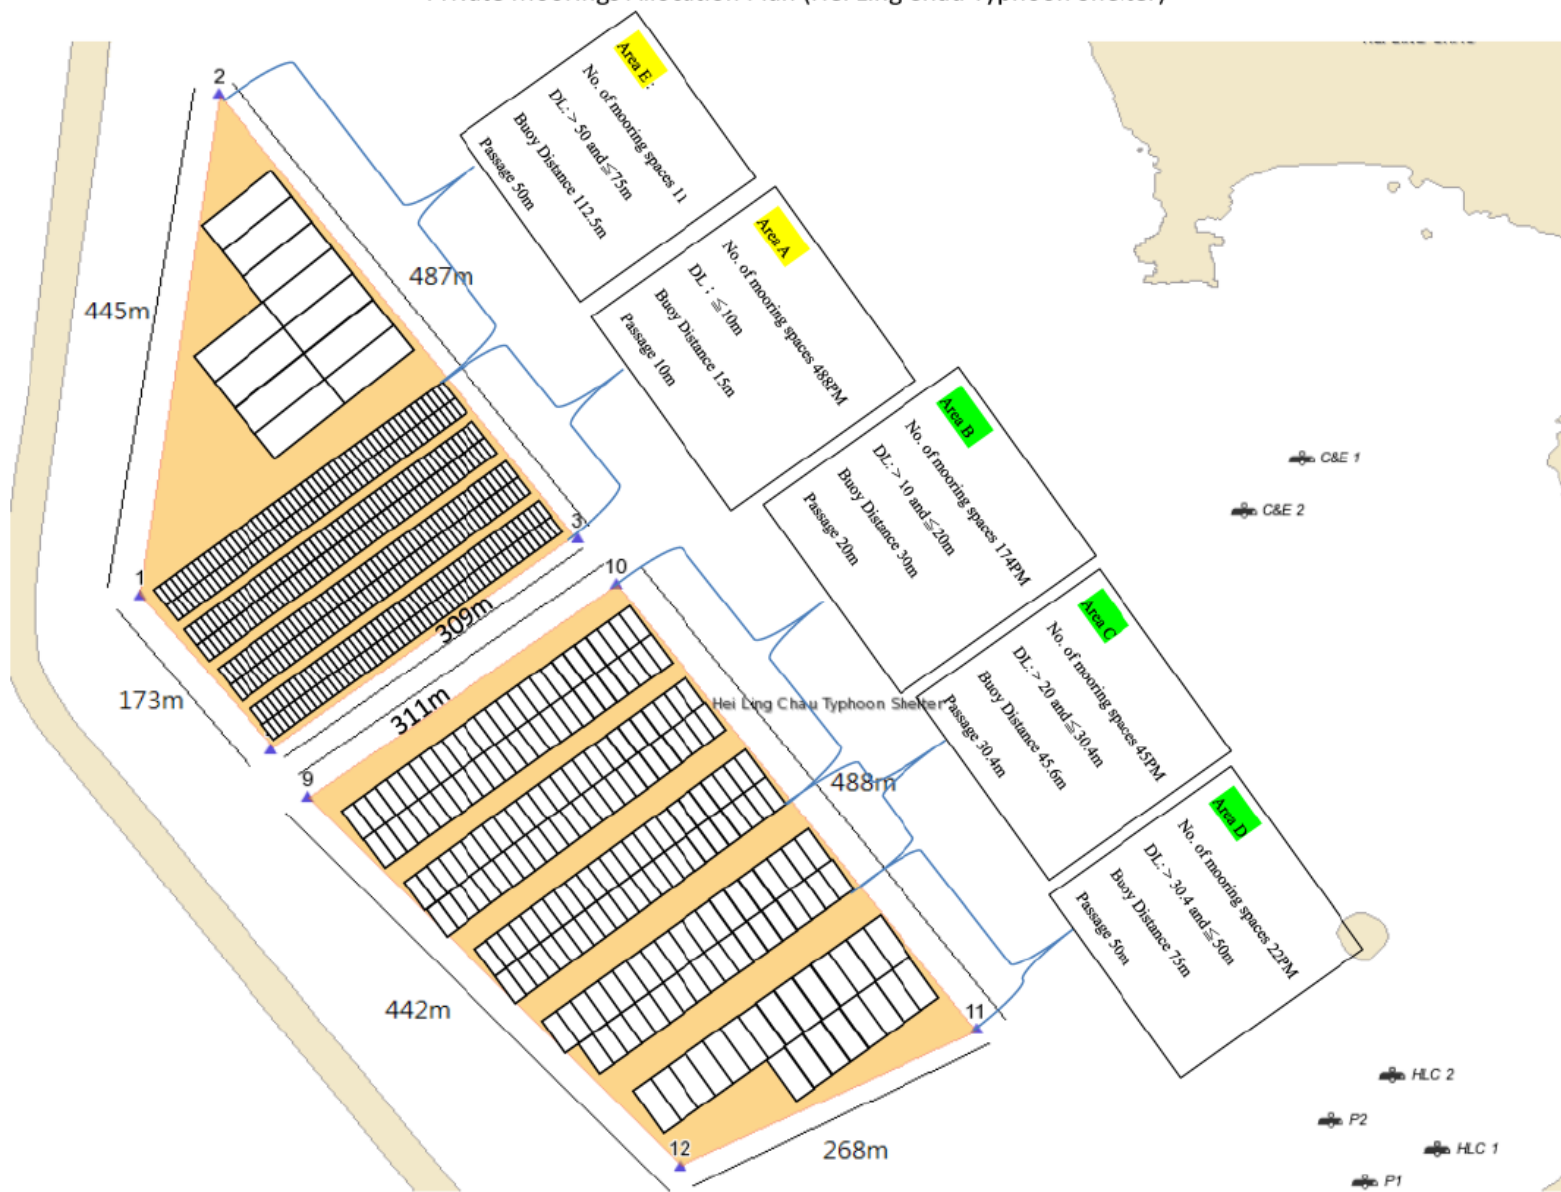 2
Area E :
No. of mooring spaces 11
DL: > 50 and ≦75m
Buoy Distance 112.5m
Passage 50m
Area A
No. of mooring spaces 488PM
DL : ≦10m
Buoy Distance 15m
Passage 10m
487m
445m
Area B
No. of mooring spaces 174PM
DL: > 10 and ≦20m
Buoy Distance 30m
Passage 20m
C&E 1
C&E 2
1
3
10
309m
Area C
No. of mooring spaces 45PM
DL: > 20 and ≦30.4m
Buoy Distance 45.6m
Passage 30.4m
173m
311m
Hei Ling Chau Typhoon Shelter
9
488m
Area D
No. of mooring spaces 22PM
DL: > 30.4 and ≦50m
Buoy Distance 75m
Passage 50m
442m
11
HLC 2
P2
12
268m
HLC 1
P1